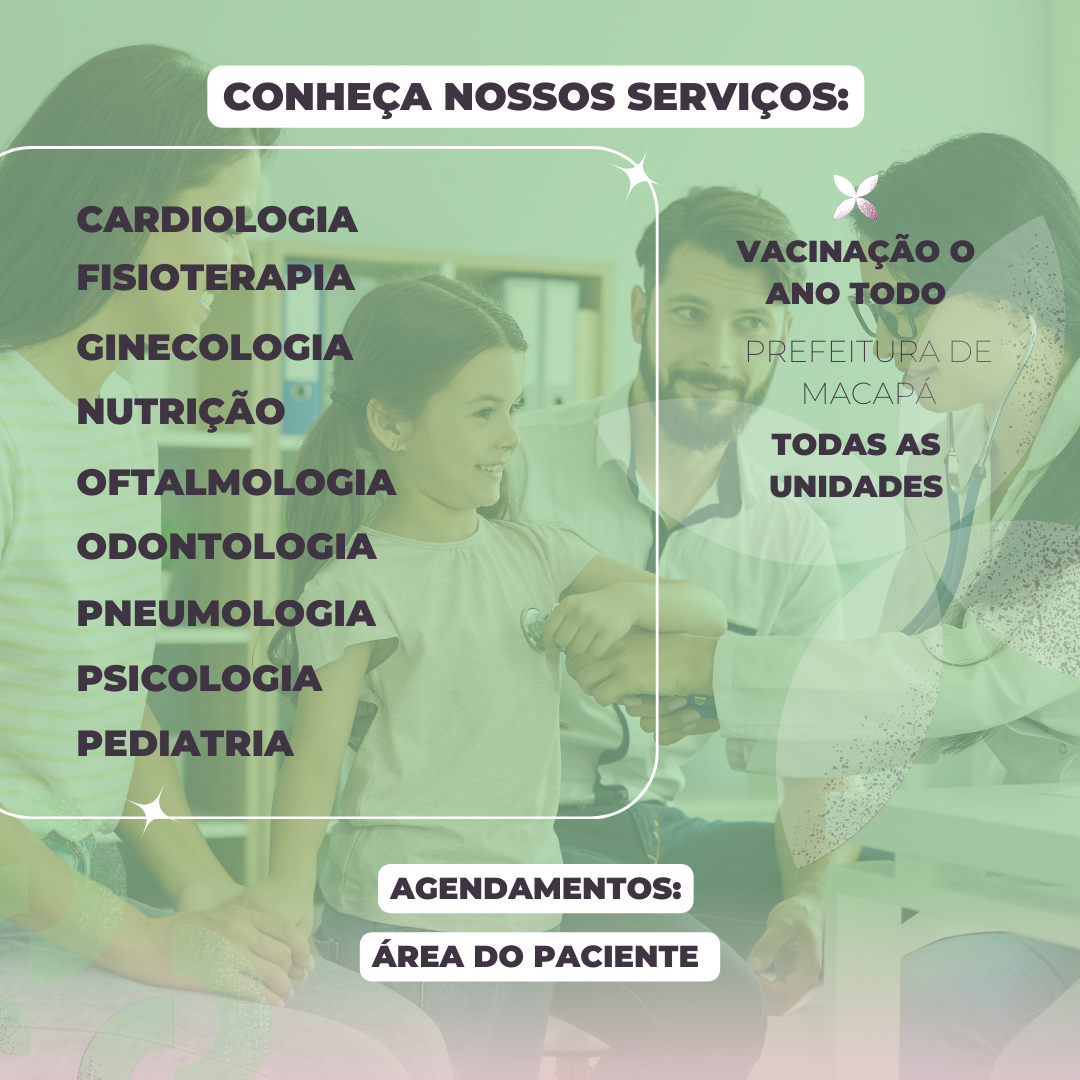 CONHEÇA NOSSOS SERVIÇOS:
CARDIOLOGIA
FISIOTERAPIA
GINECOLOGIA
NUTRIÇÃO
OFTALMOLOGIA
ODONTOLOGIA
PNEUMOLOGIA
PSICOLOGIA
PEDIATRIA
VACINAÇÃO O
ANO TODO
PREFEITURA DE
MACAPÁ
TODAS AS
UNIDADES
AGENDAMENTOS:
ÁREA DO PACIENTE